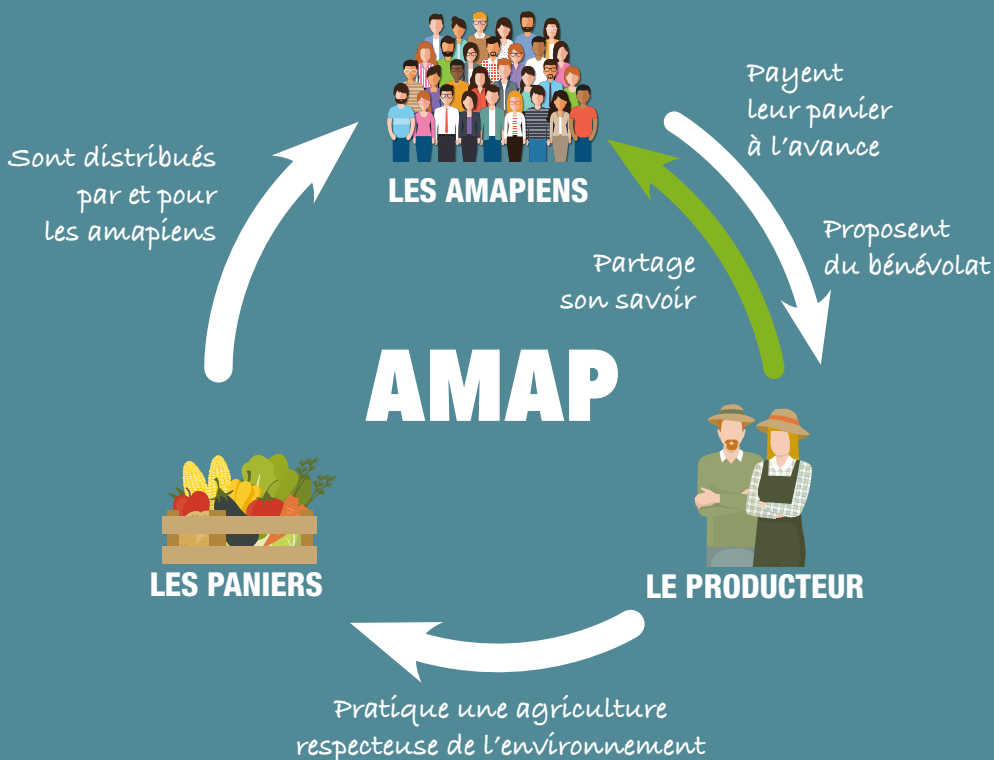 LES AMAPIENS
Payent
leur panier
à l'avance
Proposent
du bénévolat
Partage
son savoir
Sont distribués
par et pour
les amapiens
AMAP
LE PRODUCTEUR
LES PANIERS
Pratique une agriculture
respecteuse de l'environnement